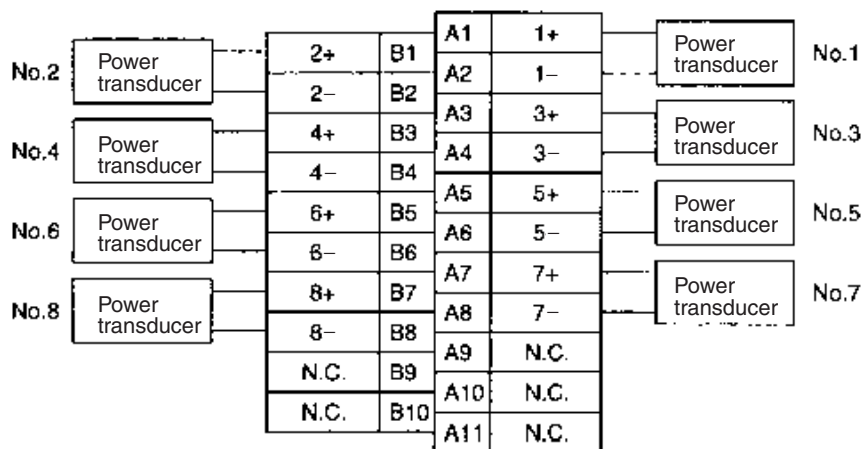 A1 1+
No.1 Power
transducer
2+ B1
No.2 Power
transducer
A2 1−
2− B2
A3 3+
No.3 Power
transducer
4+ B3
No.4 Power
transducer
A4 3−
4− B4
A5 5+
No.5 Power
transducer
6+ B5
No.6 Power
transducer
A6 5−
6− B6
A7 7+
No.7 Power
transducer
8+ B7
No.8 Power
transducer
A8 7−
8− B8
A9 N.C.
N.C. B9
A10 N.C.
N.C. B10
A11 N.C.